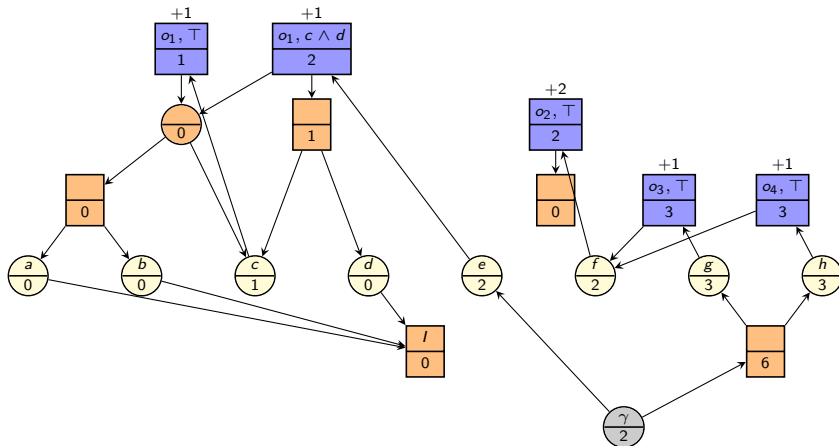 +1 +1
o₁, ⊤ o₁, c ∧ d
1 2
+2
o₂, ⊤
2
0
1
+1 +1
o₃, ⊤ o₄, ⊤
0 0 3 3
a b c d e f g h
0 0 1 0 2 2 3 3
I
0 6
γ
2